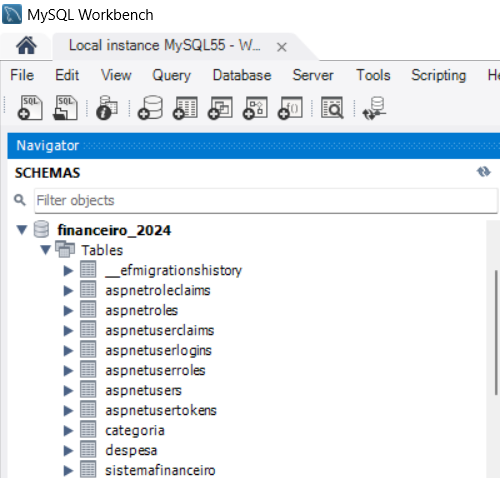 MySQL Workbench
Local instance MySQL55 - W... ×
File Edit View Query Database Server Tools Scripting He
SQL SQL f()
Navigator
SCHEMAS
Filter objects
financeiro_2024
Tables
__efmigrationshistory
aspnetroleclaims
aspnetroles
aspnetuserclaims
aspnetuserlogins
aspnetuserroles
aspnetusers
aspnetusertokens
categoria
despesa
sistemafinanceiro